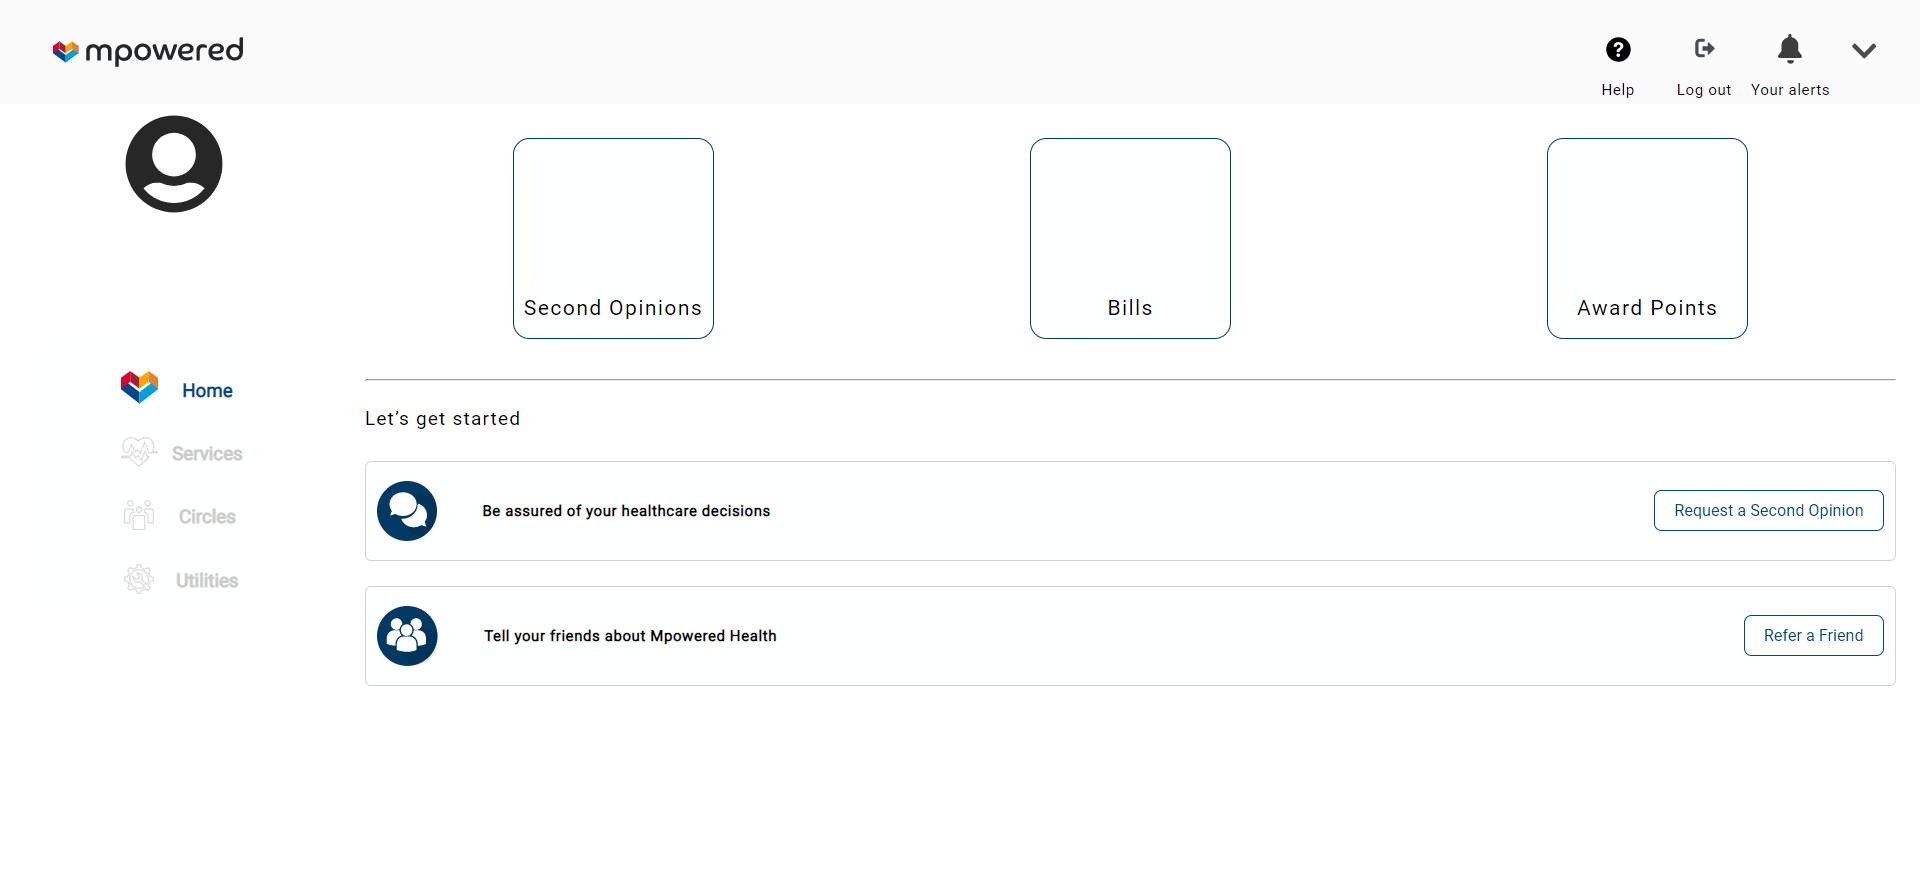 mpowered
Help
Log out
Your alerts
Second Opinions
Bills
Award Points
Home
Services
Circles
Utilities
Let’s get started
Be assured of your healthcare decisions
Request a Second Opinion
Tell your friends about Mpowered Health
Refer a Friend